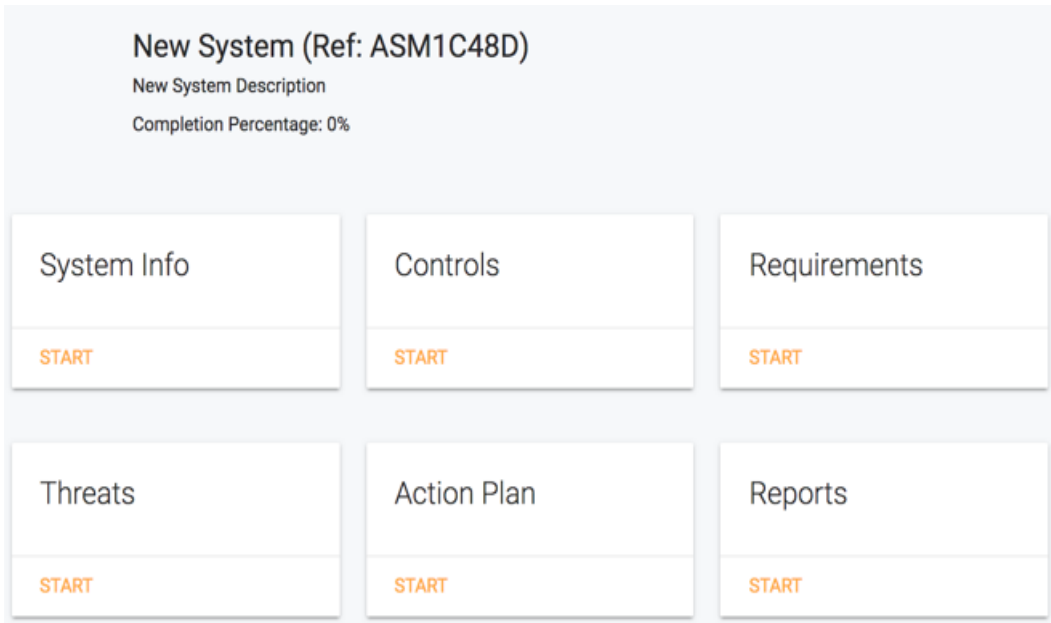 New System (Ref: ASM1C48D)
New System Description
Completion Percentage: 0%
System Info
Controls
Requirements
START
START
START
Threats
Action Plan
Reports
START
START
START